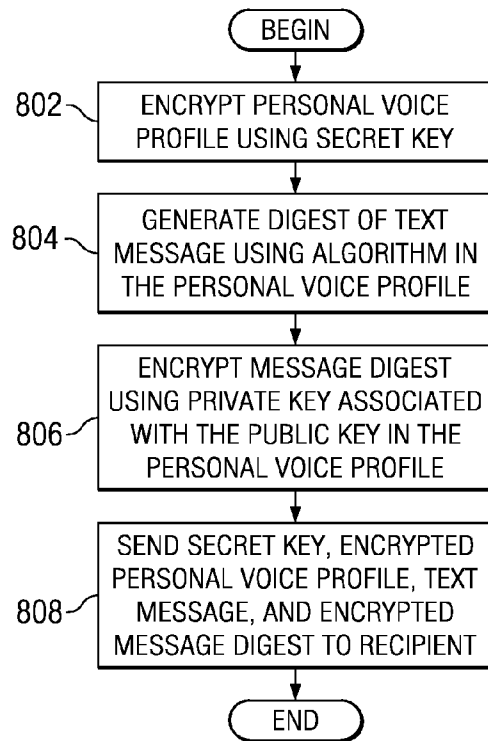 BEGIN
802
ENCRYPT PERSONAL VOICE
PROFILE USING SECRET KEY
804
GENERATE DIGEST OF TEXT
MESSAGE USING ALGORITHM IN
THE PERSONAL VOICE PROFILE
806
ENCRYPT MESSAGE DIGEST
USING PRIVATE KEY ASSOCIATED
WITH THE PUBLIC KEY IN THE
PERSONAL VOICE PROFILE
808
SEND SECRET KEY, ENCRYPTED
PERSONAL VOICE PROFILE, TEXT
MESSAGE, AND ENCRYPTED
MESSAGE DIGEST TO RECIPIENT
END